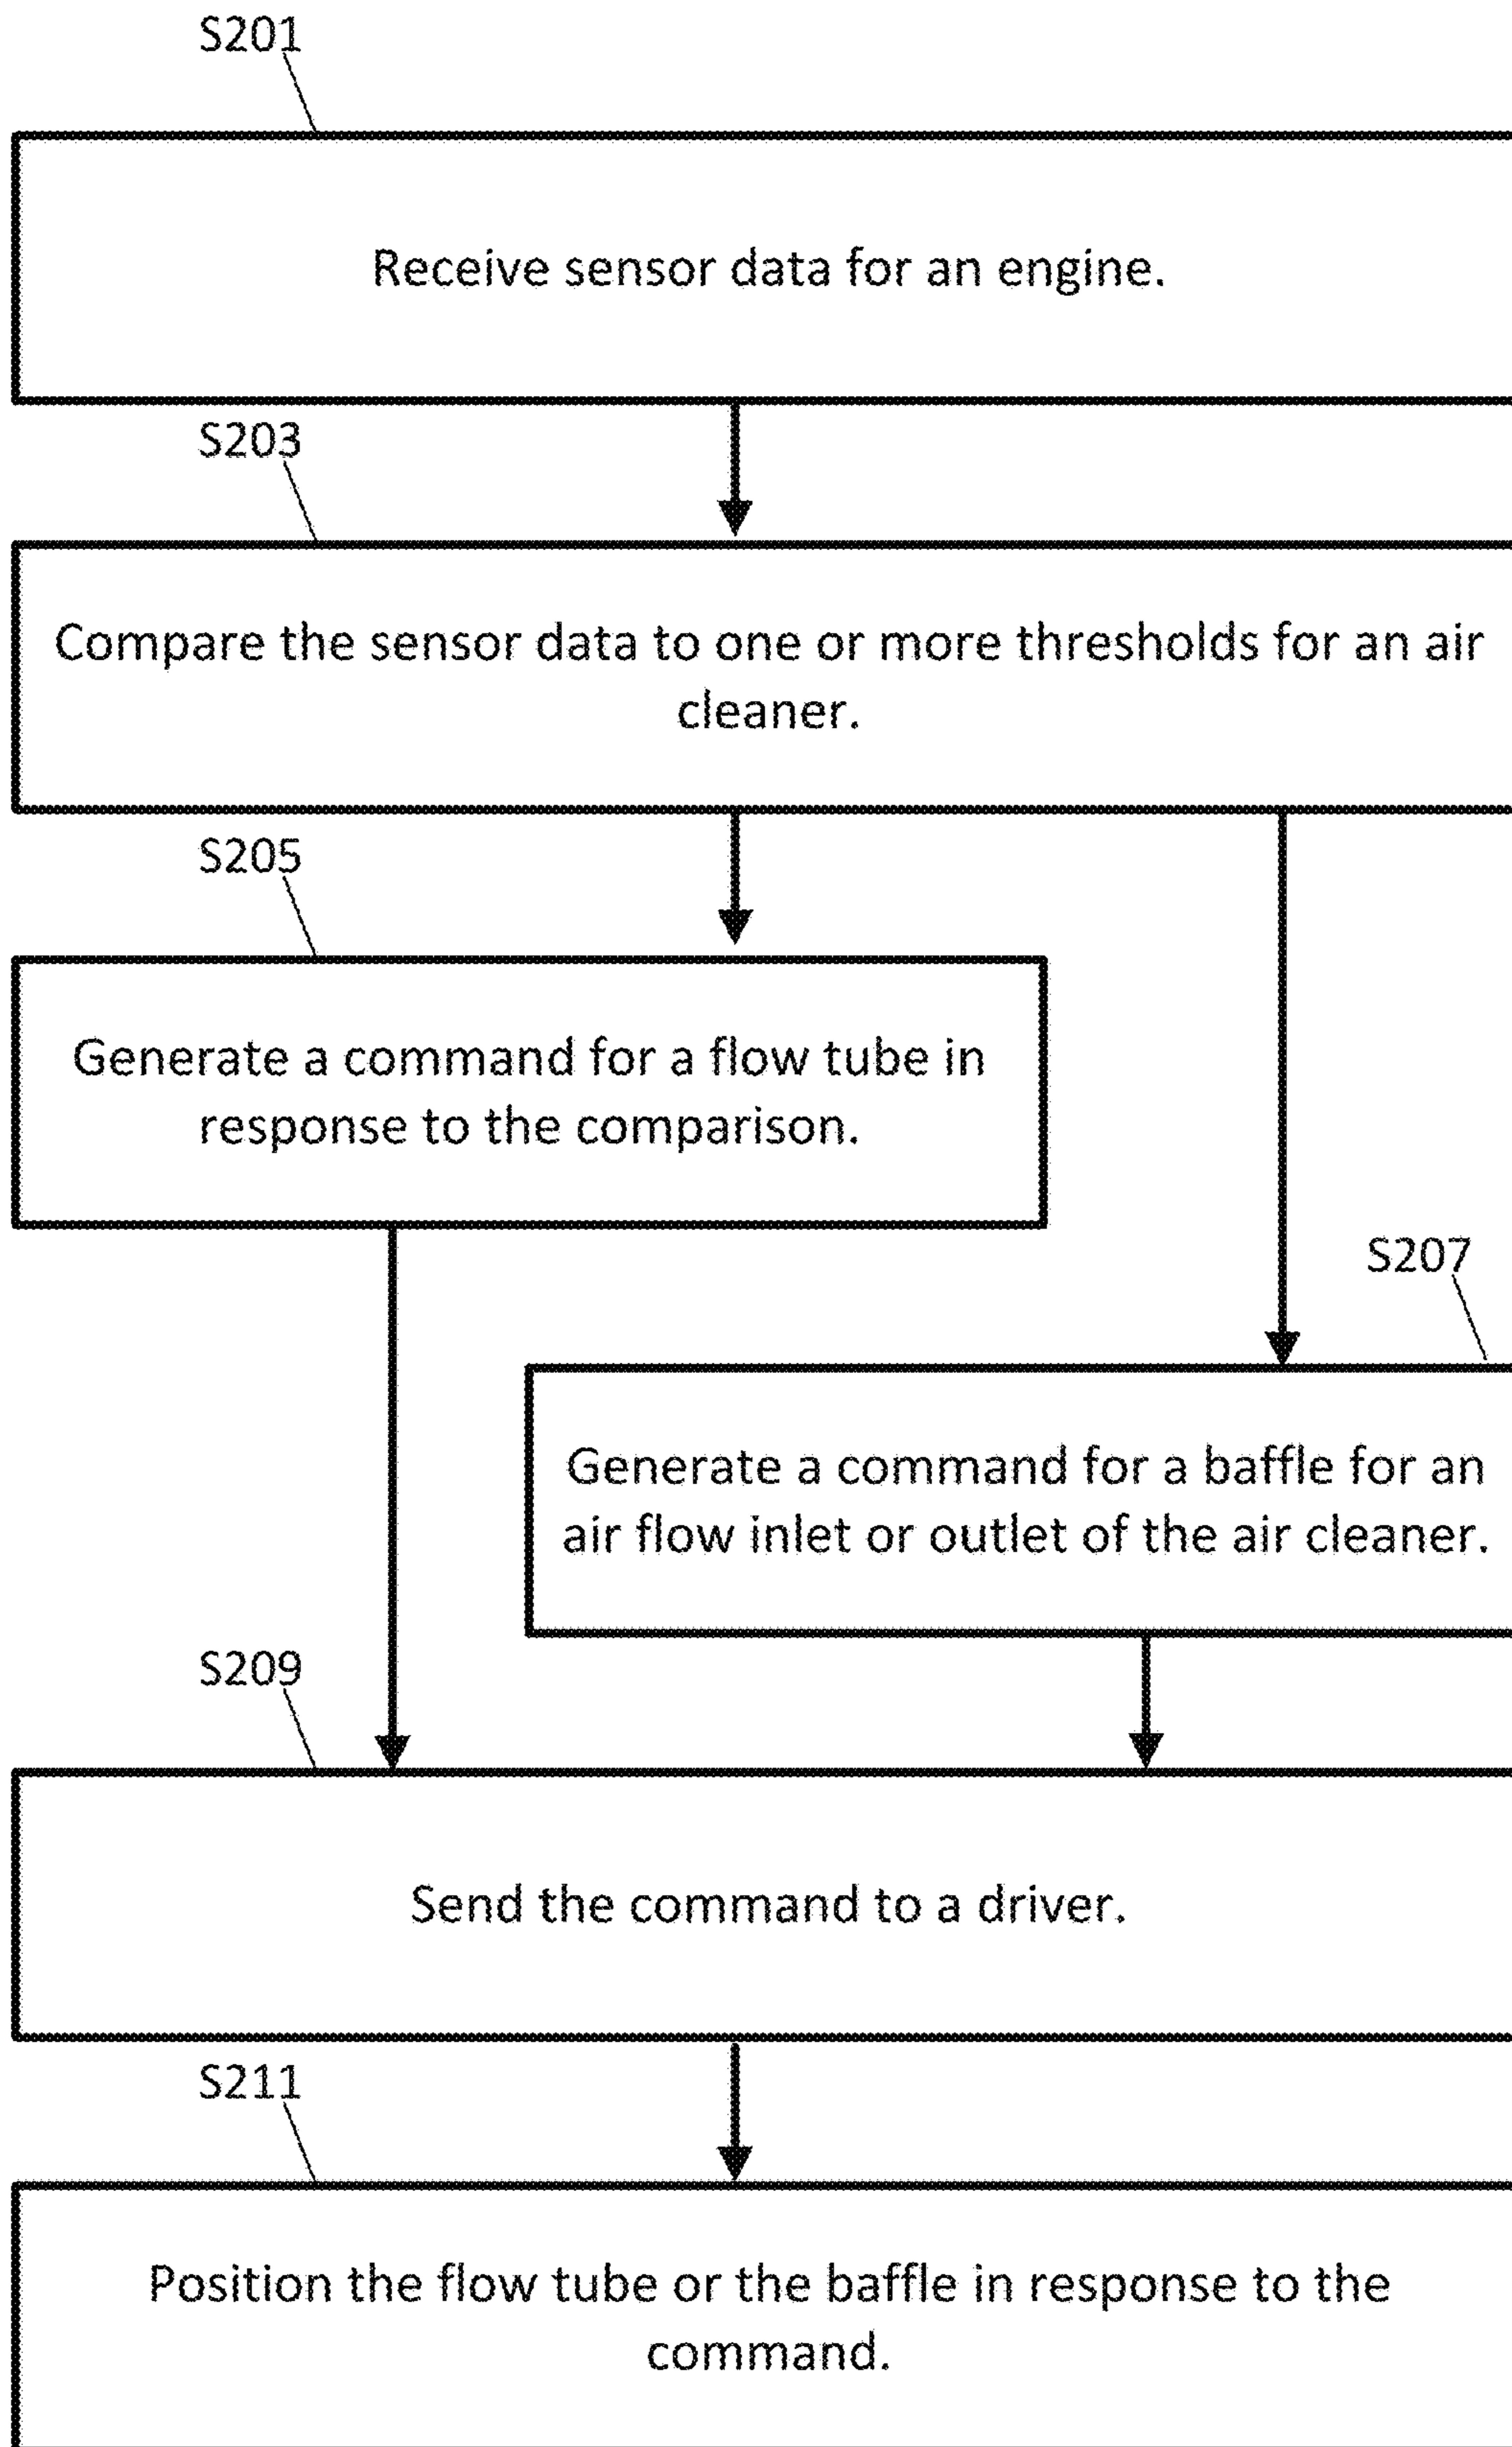 S201
Receive sensor data for an engine.
S203
Compare the sensor data to one or more thresholds for an air
cleaner.
S205
Generate a command for a flow tube in
response to the comparison.
S207
Generate a command for a baffle for an
air flow inlet or outlet of the air cleaner.
S209
Send the command to a driver.
S211
Position the flow tube or the baffle in response to the
command.